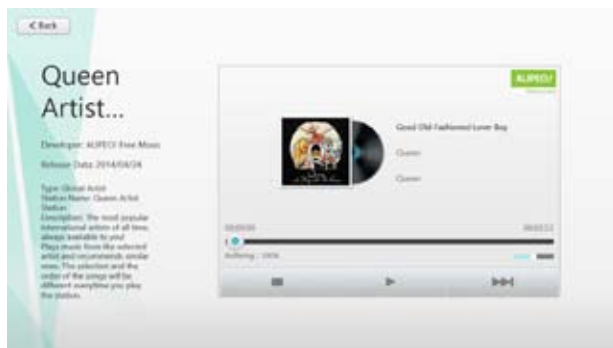 Back
Queen
Artist...
Developer: AUPEO! Free Music
Release Date: 2014/04/24
Type: Global Artist
Station Name: Queen Artist
Station
Description: The most popular
international artists of all time,
always available to you!
Plays music from the selected
artist and recommends similar
ones. The selection and the
order of the songs will be
different everytime you play
the station.
AUPEO!
Good Old-Fashioned Lover Boy
Queen
Queen
00:00:00
Buffering : 100%